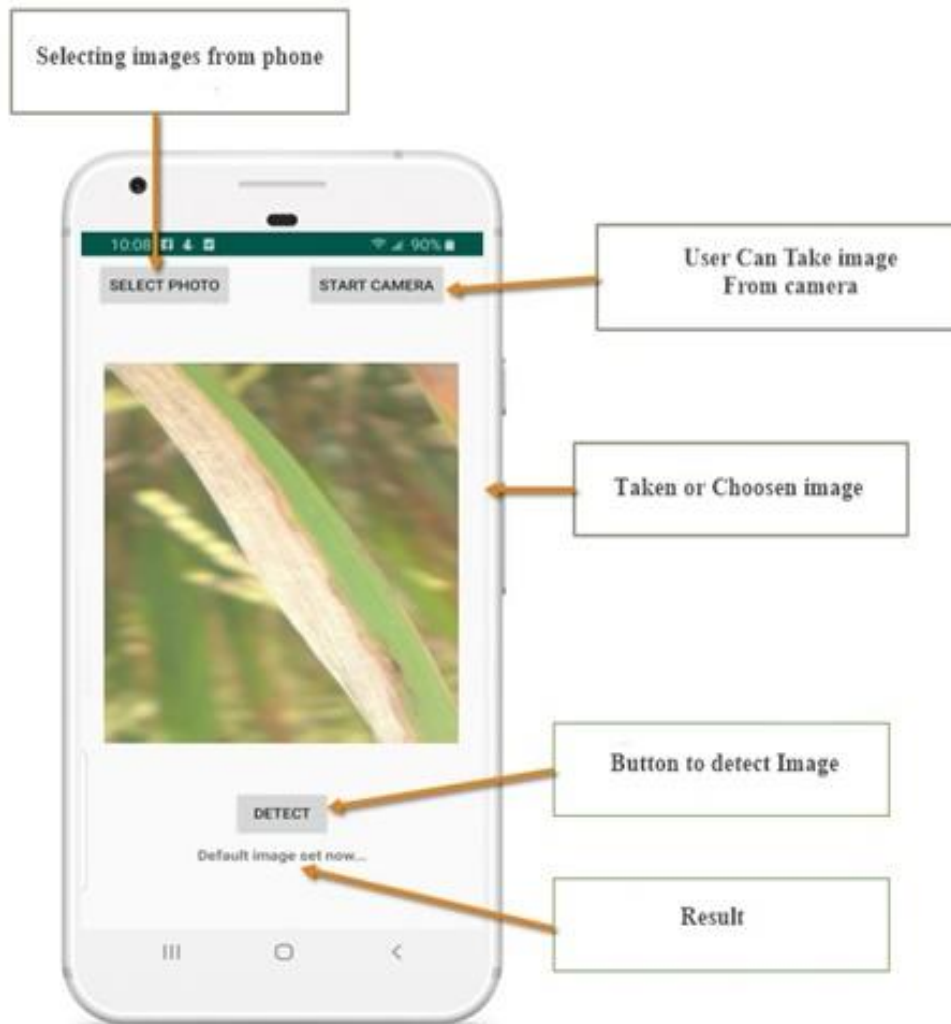 Selecting images from phone
10:08 90%
SELECT PHOTO
START CAMERA
User Can Take image
From camera
Taken or Choosen image
Button to detect Image
DETECT
Default image set now...
Result